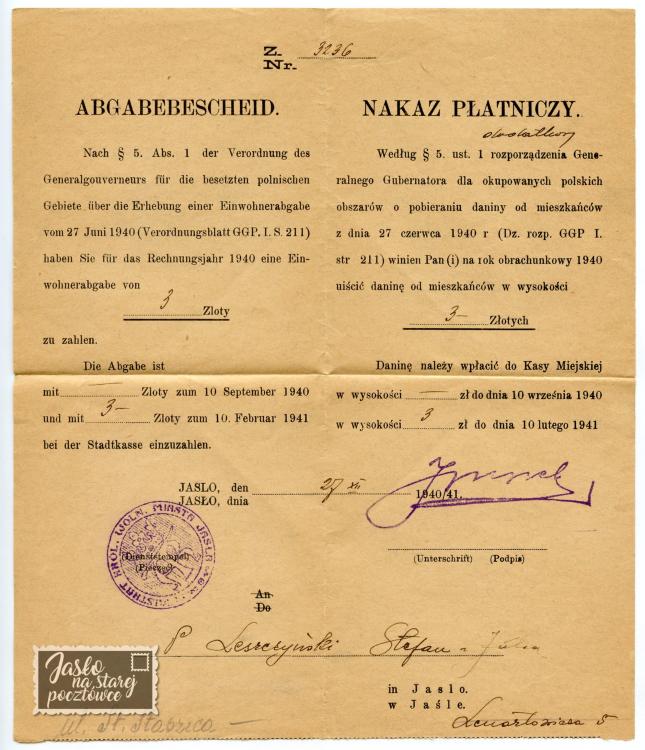 Z. Nr. 3236
ABGABEBESCHEID.
Nach § 5. Abs. 1 der Verordnung des
Generalgouverneurs für die besetzten polnischen
Gebiete über die Erhebung einer Einwohnerabgabe
vom 27 Juni 1940 (Verordnungsblatt GGP. I. S. 211)
haben Sie für das Rechnungsjahr 1940 eine Ein-
wohnerabgabe von
3 Zloty
zu zahlen.
Die Abgabe ist
mit — Zloty zum 10 September 1940
und mit 3- Zloty zum 10. Februar 1941
bei der Stadtkasse einzuzahlen.
NAKAZ PŁATNICZY.
Według § 5. ust. 1 rozporządzenia Gene-
ralnego Gubernatora dla okupowanych polskich
obszarów o pobieraniu daniny od mieszkańców
z dnia 27 czerwca 1940 r (Dz. rozp. GGP I.
str 211) winien Pan (i) na rok obrachunkowy 1940
uiścić daninę od mieszkańców w wysokości
3- Złotych
Daninę należy wpłacić do Kasy Miejskiej
w wysokości — zł do dnia 10 września 1940
w wysokości 3 zł do dnia 10 lutego 1941
JASLO, den
JASŁO, dnia 27 XII 1940/41.
(Dienststempel)
(Pieczęć)
(Unterschrift) (Podpis)
An
Do
P Leszczyński Stefan
in Jaslo.
w Jaśle.
Jasło
na starej
pocztówce